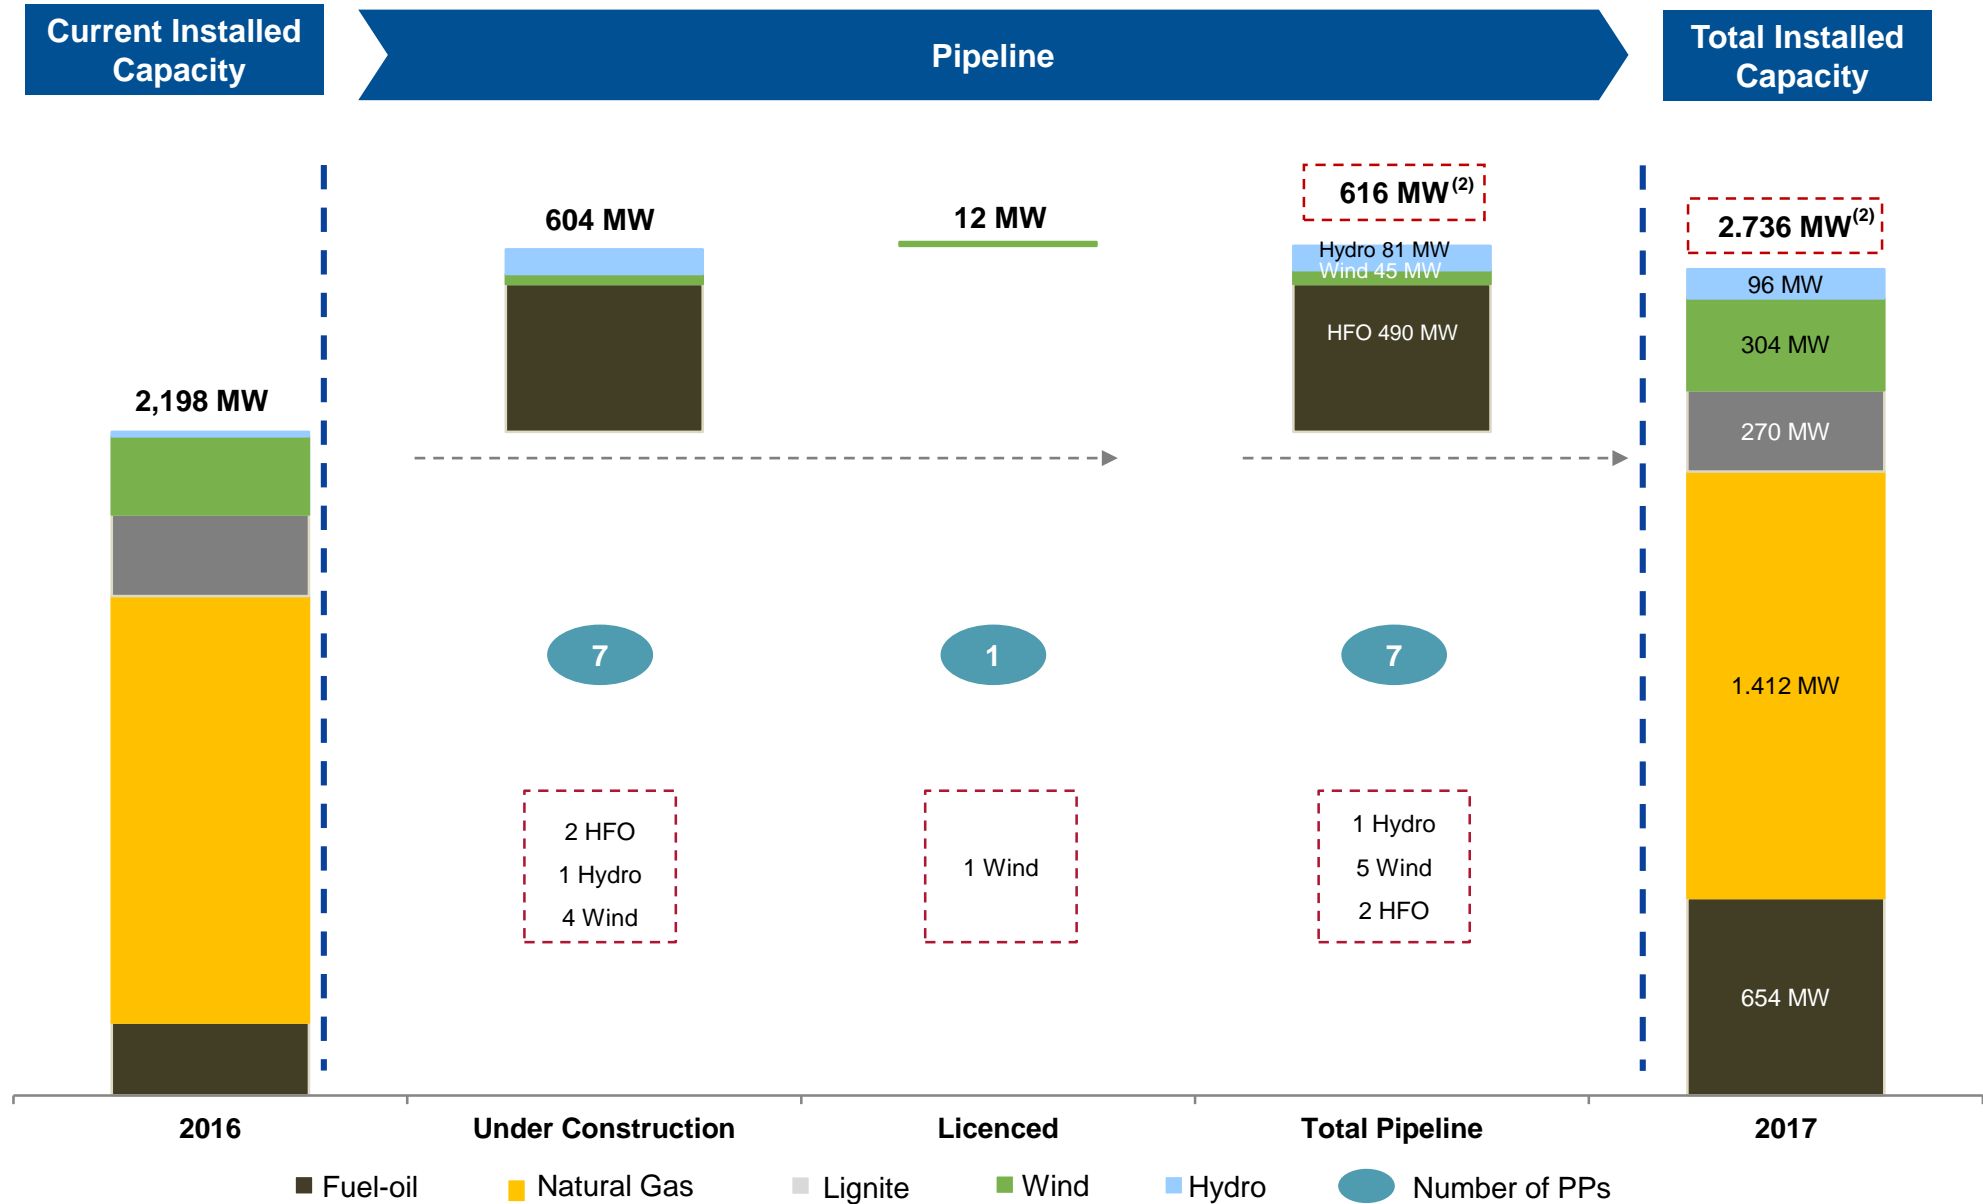 Current Installed
Capacity
Pipeline
Total Installed
Capacity
2,198 MW
604 MW
12 MW
616 MW(2)
Hydro 81 MW
Wind 45 MW
HFO 490 MW
2.736 MW(2)
96 MW
304 MW
270 MW
1.412 MW
654 MW
7
1
7
2 HFO
1 Hydro
4 Wind
1 Wind
1 Hydro
5 Wind
2 HFO
2016
Under Construction
Licenced
Total Pipeline
2017
Fuel-oil
Natural Gas
Lignite
Wind
Hydro
Number of PPs